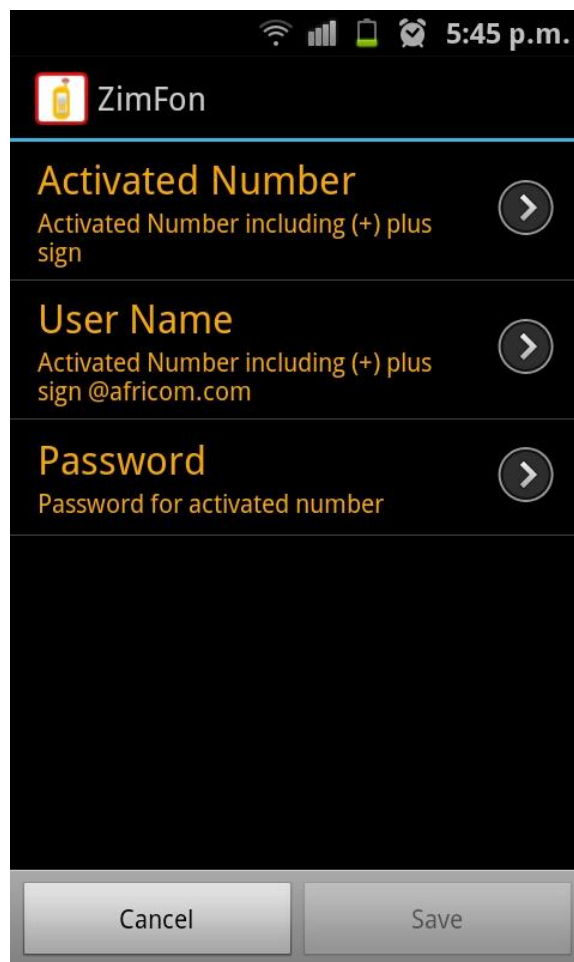 5:45 p.m.
ZimFon
Activated Number
Activated Number including (+) plus
sign
User Name
Activated Number including (+) plus
sign @africom.com
Password
Password for activated number
Cancel
Save